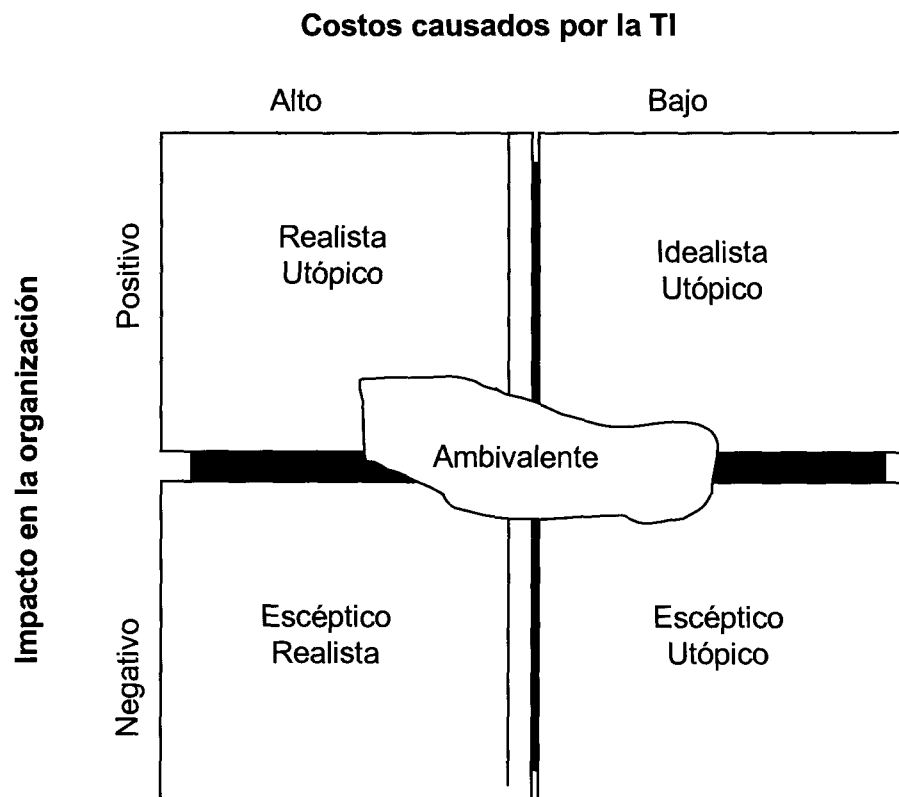 Costos causados por la TI
Alto
Bajo
Impacto en la organización
Positivo
Realista
Utópico
Idealista
Utópico
Ambivalente
Negativo
Escéptico
Realista
Escéptico
Utópico